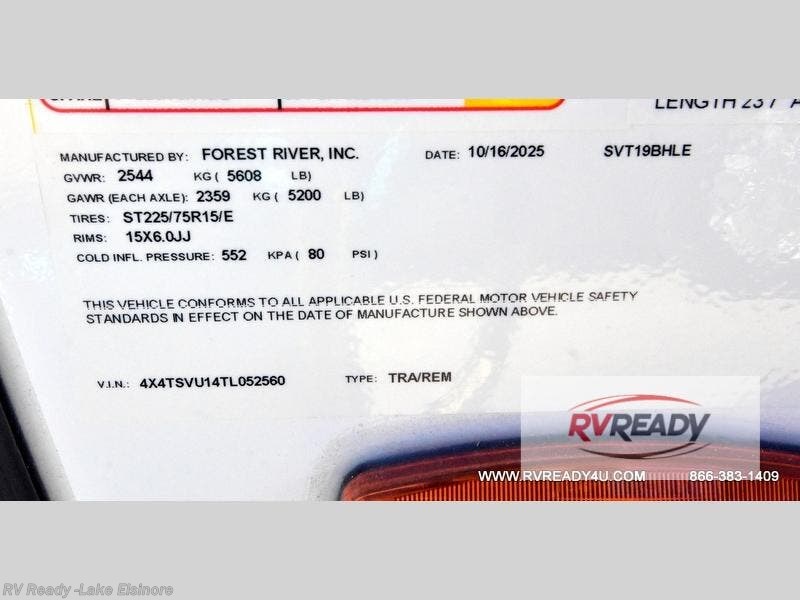 LENGTH 23'7" A
MANUFACTURED BY: FOREST RIVER, INC. DATE: 10/16/2025 SVT19BHLE
GVWR: 2544 KG ( 5608 LB)
GAWR (EACH AXLE): 2359 KG ( 5200 LB)
TIRES: ST225/75R15/E
RIMS: 15X6.0JJ
COLD INFL. PRESSURE: 552 KPA ( 80 PSI )
THIS VEHICLE CONFORMS TO ALL APPLICABLE U.S. FEDERAL MOTOR VEHICLE SAFETY
STANDARDS IN EFFECT ON THE DATE OF MANUFACTURE SHOWN ABOVE.
V.I.N.: 4X4TSVU14TL052560 TYPE: TRA/REM
RVREADY
WWW.RVREADY4U.COM 866-383-1409
RV Ready -Lake Elsinore